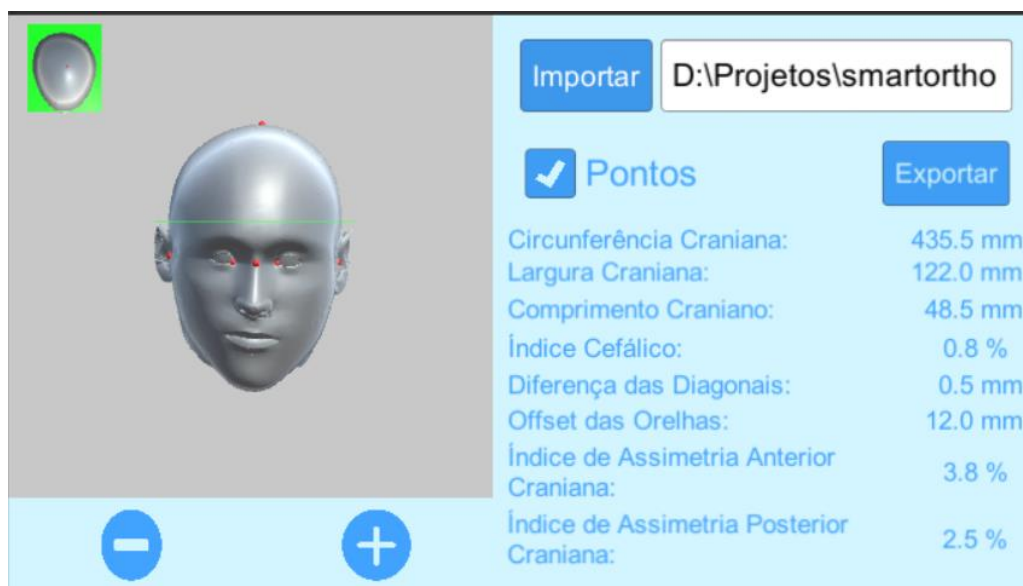 Importar D:\Projetos\smartortho
Pontos Exportar
Circunferência Craniana: 435.5 mm
Largura Craniana: 122.0 mm
Comprimento Craniano: 48.5 mm
Índice Cefálico: 0.8 %
Diferença das Diagonais: 0.5 mm
Offset das Orelhas: 12.0 mm
Índice de Assimetria Anterior
Craniana: 3.8 %
Índice de Assimetria Posterior
Craniana: 2.5 %